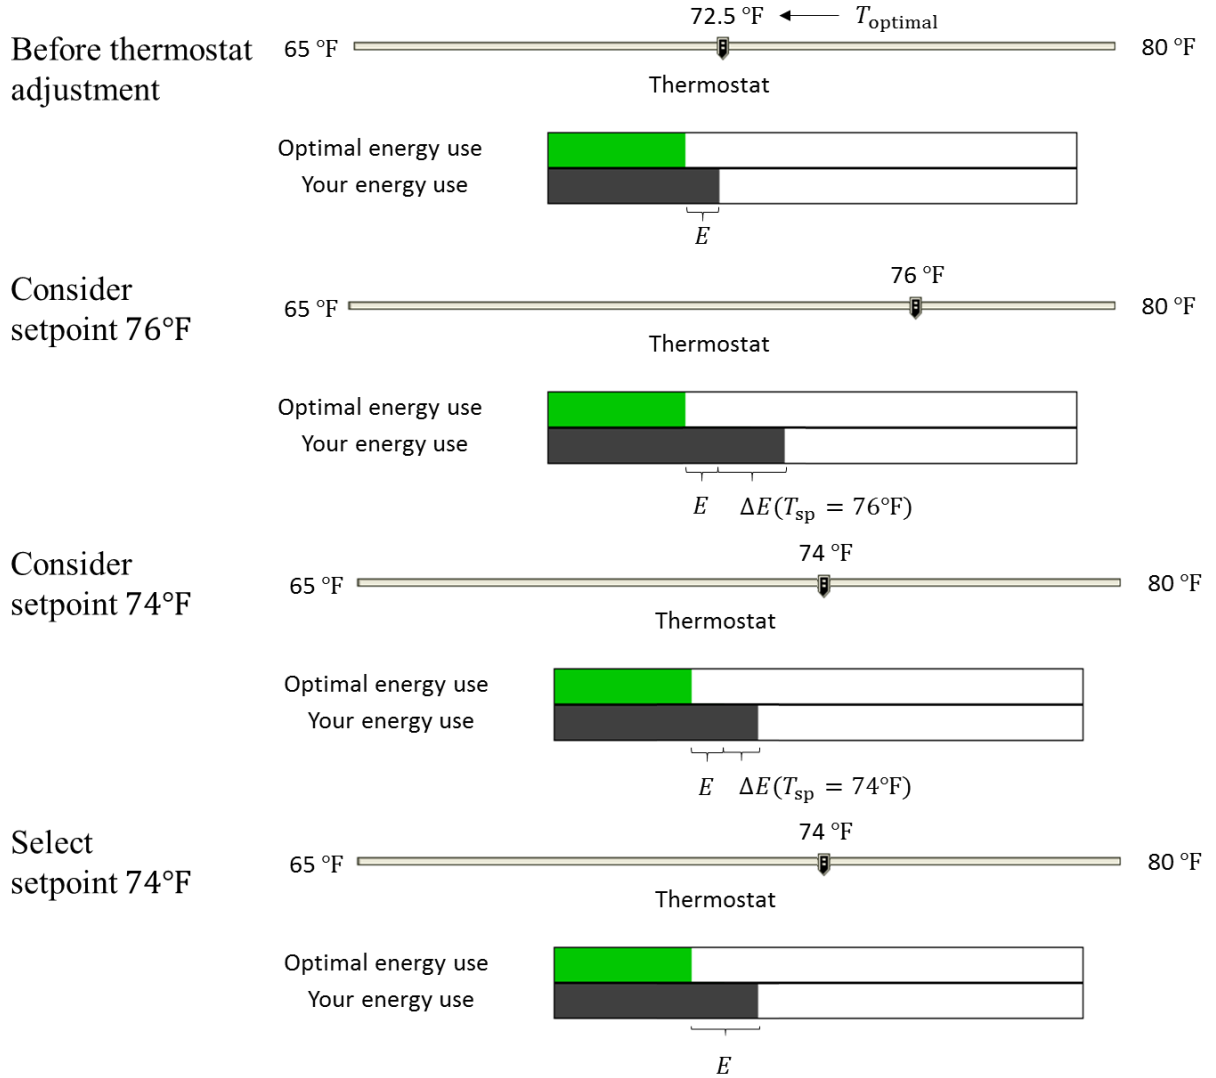 72.5 °F ← T_optimal
Before thermostat
adjustment
65 °F
80 °F
Thermostat
Optimal energy use
Your energy use
E
Consider
setpoint 76°F
76 °F
65 °F
80 °F
Thermostat
Optimal energy use
Your energy use
E
ΔE(T_sp = 76°F)
Consider
setpoint 74°F
74 °F
65 °F
80 °F
Thermostat
Optimal energy use
Your energy use
E
ΔE(T_sp = 74°F)
Select
setpoint 74°F
74 °F
65 °F
80 °F
Thermostat
Optimal energy use
Your energy use
E